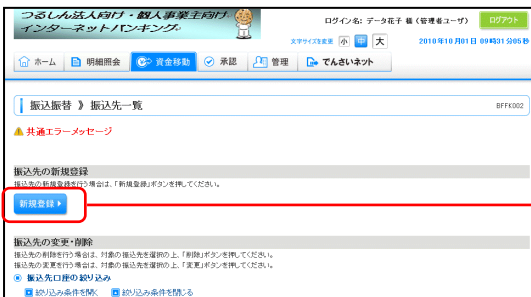 つるしん法人向け・個人事業主向け
インターネットバンキング
ログイン名: データ花子 様 (管理者ユーザ) ログアウト
文字サイズを変更 小 中 大 2010年10月01日 09時31分05秒
ホーム 明細照会 資金移動 承認 管理 でんさいネット
振込振替 》 振込先一覧 BFFK002
共通エラーメッセージ
振込先の新規登録
振込先の新規登録を行う場合は、「新規登録」ボタンを押してください。
新規登録
振込先の変更・削除
振込先の削除を行う場合は、対象の振込先を選択の上、「削除」ボタンを押してください。
振込先の変更を行う場合は、対象の振込先を選択の上、「変更」ボタンを押してください。
振込先口座の絞り込み
絞り込み条件を開く 絞り込み条件を閉じる